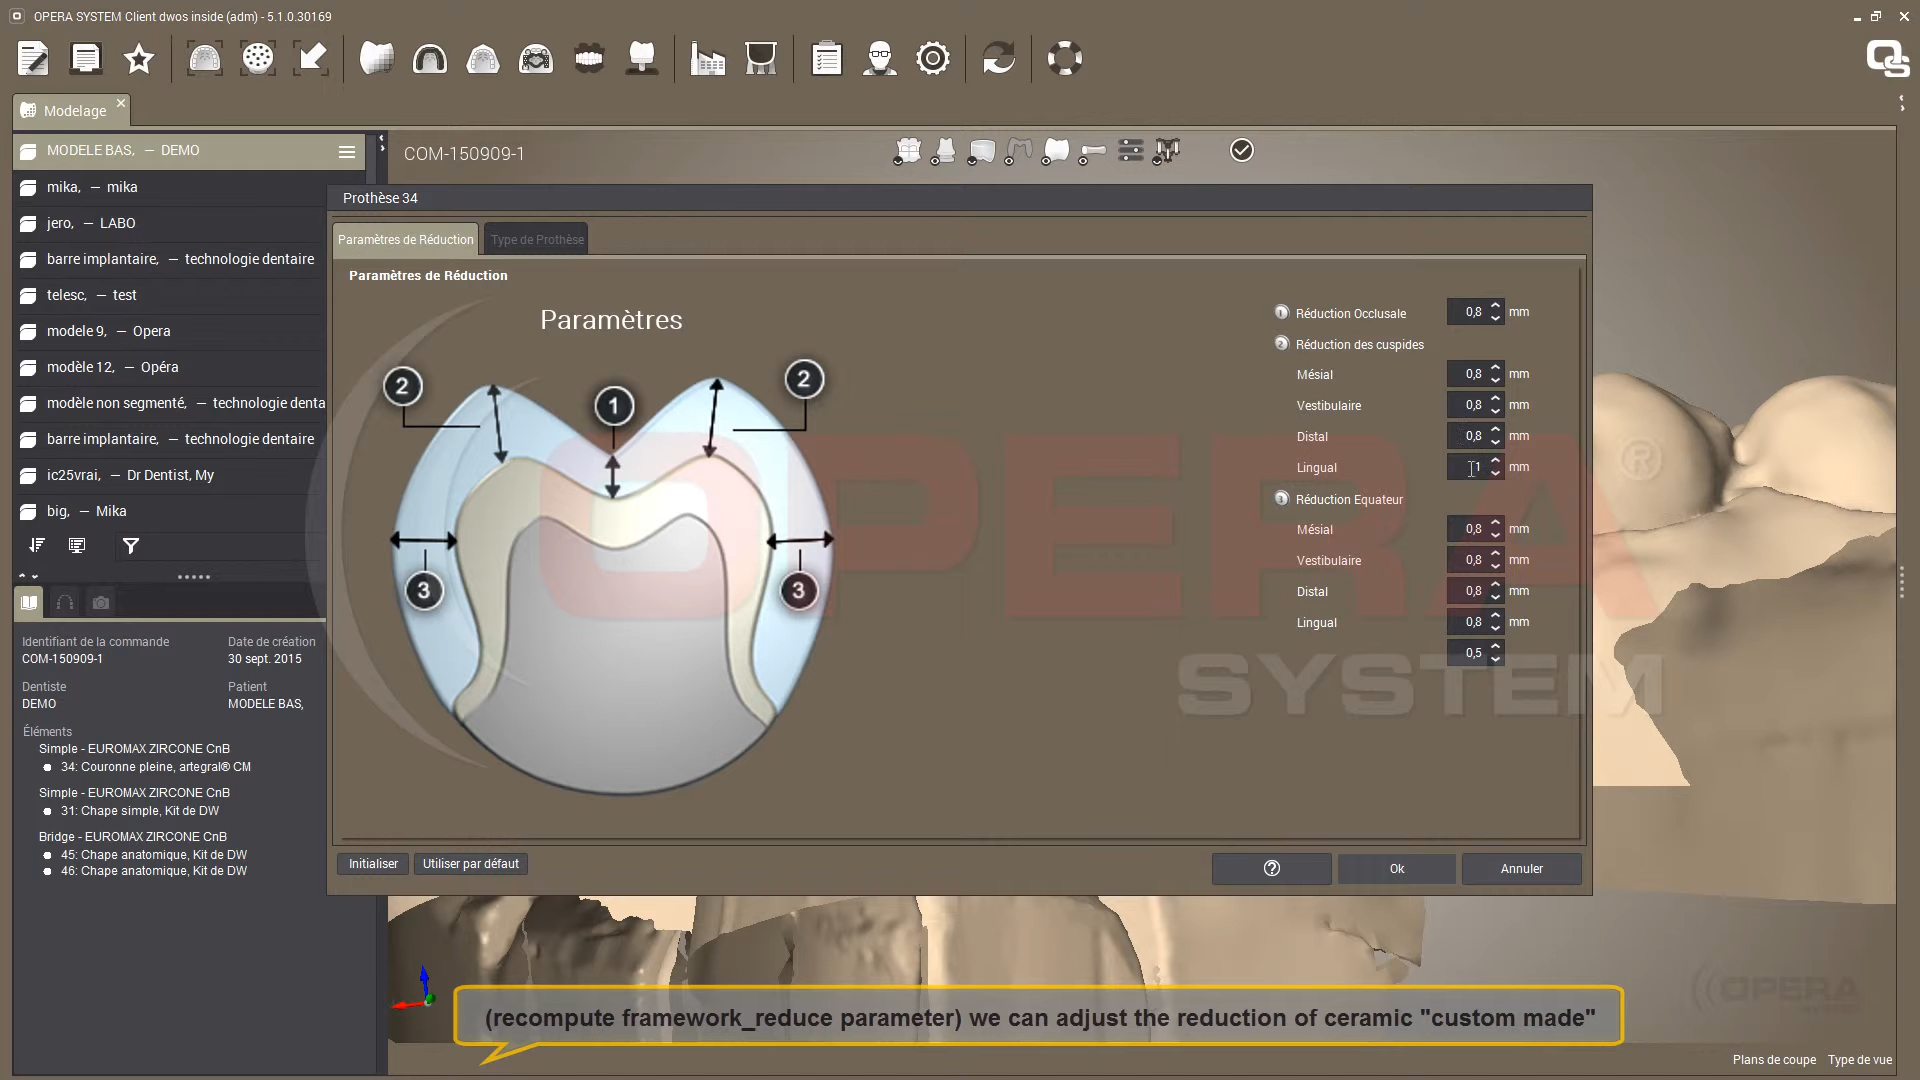 OPERA SYSTEM Client dwos inside (adm) - 5.1.0.30169
OS
Modelage
MODELE BAS, — DEMO
mika, — mika
jero, — LABO
barre implantaire, — technologie dentaire
telesc, — test
modele 9, — Opera
modèle 12, — Opéra
modèle non segmenté, — technologie denta
barre implantaire, — technologie dentaire
ic25vrai, — Dr Dentist, My
big, — Mika
Identifiant de la commande
COM-150909-1
Date de création
30 sept. 2015
Dentiste
DEMO
Patient
MODELE BAS,
Éléments
Simple - EUROMAX ZIRCONE CnB
34: Couronne pleine, artegral® CM
Simple - EUROMAX ZIRCONE CnB
31: Chape simple, Kit de DW
Bridge - EUROMAX ZIRCONE CnB
45: Chape anatomique, Kit de DW
46: Chape anatomique, Kit de DW
COM-150909-1
Prothèse 34
Paramètres de Réduction
Type de Prothèse
Paramètres de Réduction
Paramètres
2
1
2
3
3
1 Réduction Occlusale 0,8 mm
2 Réduction des cuspides
Mésial 0,8 mm
Vestibulaire 0,8 mm
Distal 0,8 mm
Lingual 1 mm
3 Réduction Equateur
Mésial 0,8 mm
Vestibulaire 0,8 mm
Distal 0,8 mm
Lingual 0,8 mm
0,5
OPERA ®
SYSTEM
Initialiser
Utiliser par défaut
?
Ok
Annuler
OPERA
(recompute framework_reduce parameter) we can adjust the reduction of ceramic "custom made"
Plans de coupe
Type de vue